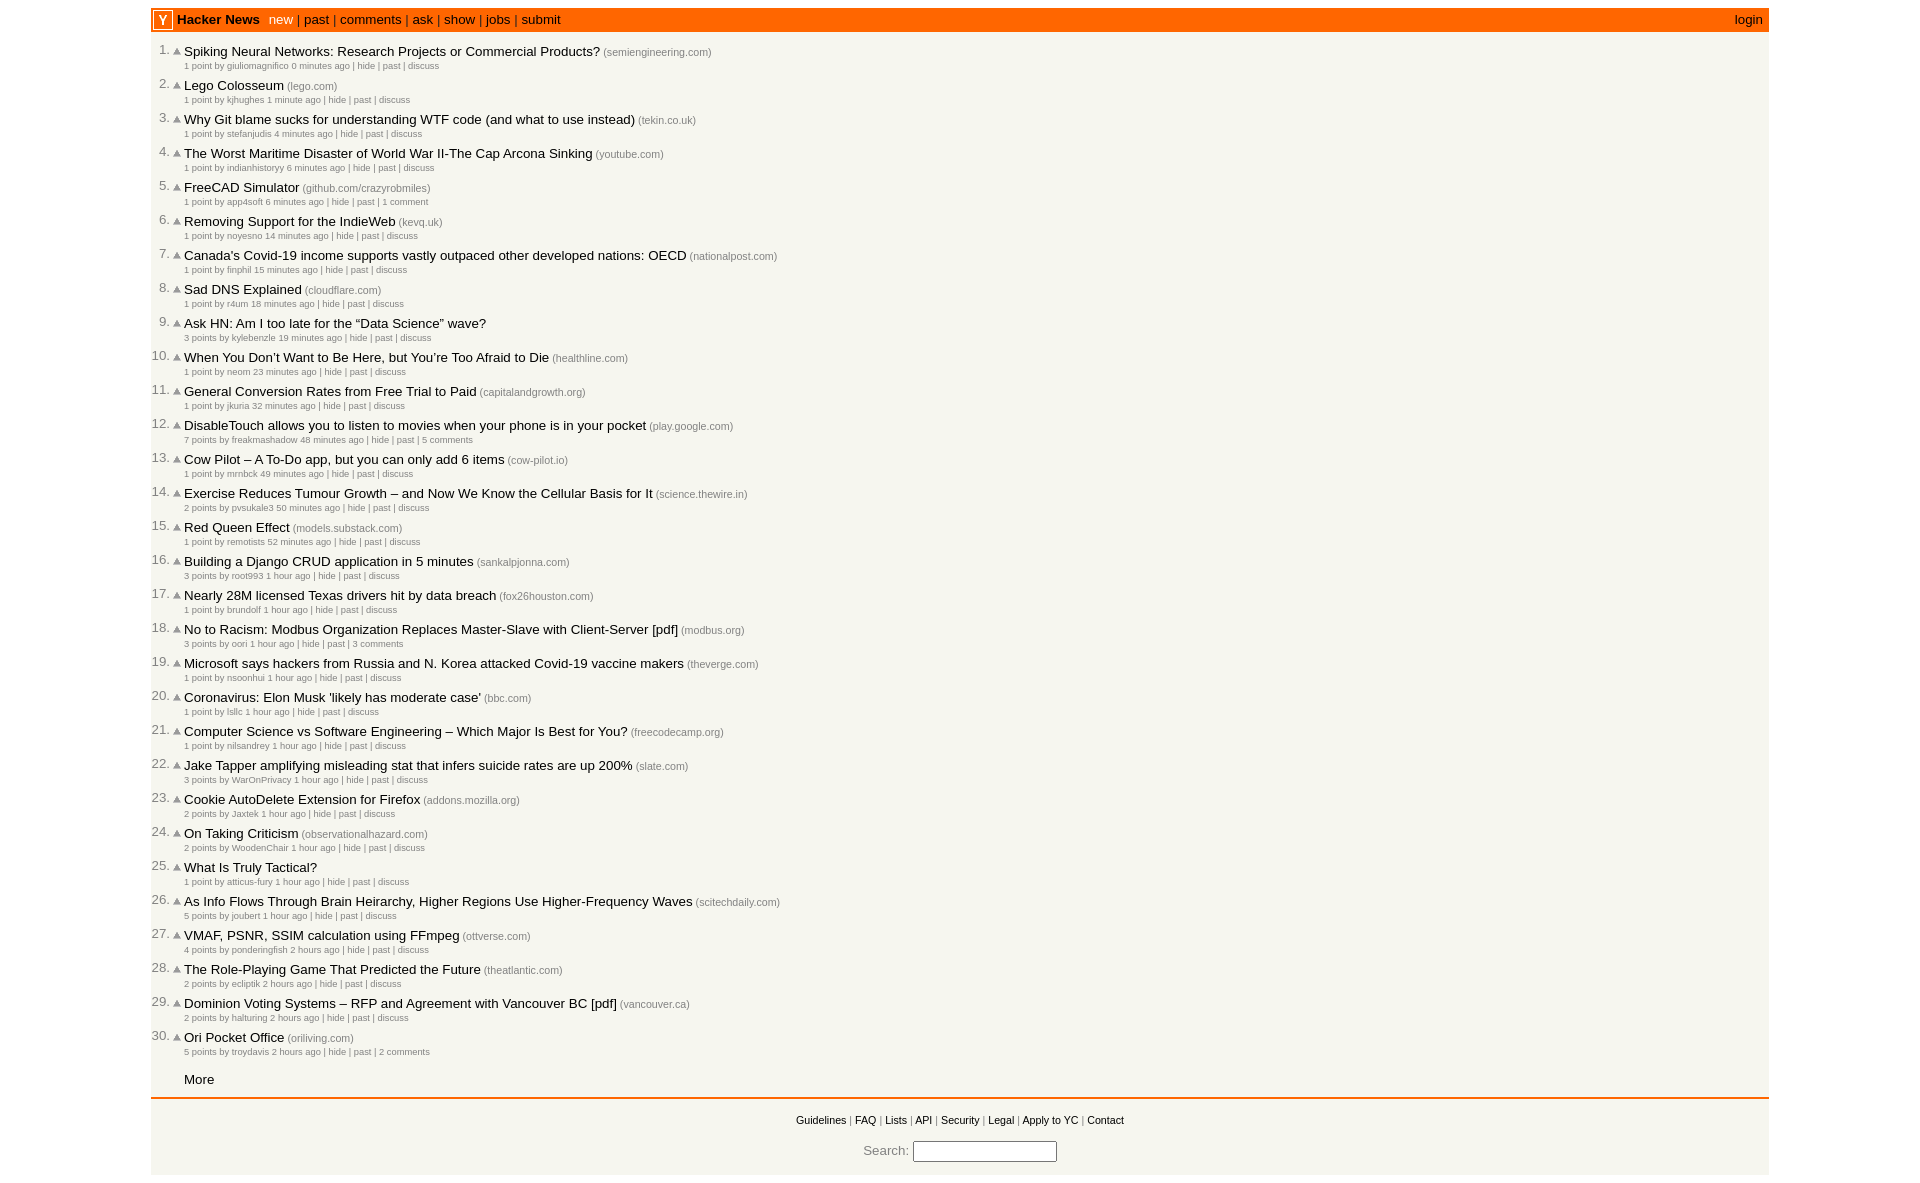 Y Hacker News new | past | comments | ask | show | jobs | submit login
1. Spiking Neural Networks: Research Projects or Commercial Products? (semiengineering.com)
1 point by giuliomagnifico 0 minutes ago | hide | past | discuss
2. Lego Colosseum (lego.com)
1 point by kjhughes 1 minute ago | hide | past | discuss
3. Why Git blame sucks for understanding WTF code (and what to use instead) (tekin.co.uk)
1 point by stefanjudis 4 minutes ago | hide | past | discuss
4. The Worst Maritime Disaster of World War II-The Cap Arcona Sinking (youtube.com)
1 point by indianhistoryy 6 minutes ago | hide | past | discuss
5. FreeCAD Simulator (github.com/crazyrobmiles)
1 point by app4soft 6 minutes ago | hide | past | 1 comment
6. Removing Support for the IndieWeb (kevq.uk)
1 point by noyesno 14 minutes ago | hide | past | discuss
7. Canada's Covid-19 income supports vastly outpaced other developed nations: OECD (nationalpost.com)
1 point by finphil 15 minutes ago | hide | past | discuss
8. Sad DNS Explained (cloudflare.com)
1 point by r4um 18 minutes ago | hide | past | discuss
9. Ask HN: Am I too late for the “Data Science” wave?
3 points by kylebenzle 19 minutes ago | hide | past | discuss
10. When You Don’t Want to Be Here, but You’re Too Afraid to Die (healthline.com)
1 point by neom 23 minutes ago | hide | past | discuss
11. General Conversion Rates from Free Trial to Paid (capitalandgrowth.org)
1 point by jkuria 32 minutes ago | hide | past | discuss
12. DisableTouch allows you to listen to movies when your phone is in your pocket (play.google.com)
7 points by freakmashadow 48 minutes ago | hide | past | 5 comments
13. Cow Pilot – A To-Do app, but you can only add 6 items (cow-pilot.io)
1 point by mrnbck 49 minutes ago | hide | past | discuss
14. Exercise Reduces Tumour Growth – and Now We Know the Cellular Basis for It (science.thewire.in)
2 points by pvsukale3 50 minutes ago | hide | past | discuss
15. Red Queen Effect (models.substack.com)
1 point by remotists 52 minutes ago | hide | past | discuss
16. Building a Django CRUD application in 5 minutes (sankalpjonna.com)
3 points by root993 1 hour ago | hide | past | discuss
17. Nearly 28M licensed Texas drivers hit by data breach (fox26houston.com)
1 point by brundolf 1 hour ago | hide | past | discuss
18. No to Racism: Modbus Organization Replaces Master-Slave with Client-Server [pdf] (modbus.org)
3 points by oori 1 hour ago | hide | past | 3 comments
19. Microsoft says hackers from Russia and N. Korea attacked Covid-19 vaccine makers (theverge.com)
1 point by nsoonhui 1 hour ago | hide | past | discuss
20. Coronavirus: Elon Musk 'likely has moderate case' (bbc.com)
1 point by lsllc 1 hour ago | hide | past | discuss
21. Computer Science vs Software Engineering – Which Major Is Best for You? (freecodecamp.org)
1 point by nilsandrey 1 hour ago | hide | past | discuss
22. Jake Tapper amplifying misleading stat that infers suicide rates are up 200% (slate.com)
3 points by WarOnPrivacy 1 hour ago | hide | past | discuss
23. Cookie AutoDelete Extension for Firefox (addons.mozilla.org)
2 points by Jaxtek 1 hour ago | hide | past | discuss
24. On Taking Criticism (observationalhazard.com)
2 points by WoodenChair 1 hour ago | hide | past | discuss
25. What Is Truly Tactical?
1 point by atticus-fury 1 hour ago | hide | past | discuss
26. As Info Flows Through Brain Heirarchy, Higher Regions Use Higher-Frequency Waves (scitechdaily.com)
5 points by joubert 1 hour ago | hide | past | discuss
27. VMAF, PSNR, SSIM calculation using FFmpeg (ottverse.com)
4 points by ponderingfish 2 hours ago | hide | past | discuss
28. The Role-Playing Game That Predicted the Future (theatlantic.com)
2 points by ecliptik 2 hours ago | hide | past | discuss
29. Dominion Voting Systems – RFP and Agreement with Vancouver BC [pdf] (vancouver.ca)
2 points by halturing 2 hours ago | hide | past | discuss
30. Ori Pocket Office (oriliving.com)
5 points by troydavis 2 hours ago | hide | past | 2 comments
More
Guidelines | FAQ | Lists | API | Security | Legal | Apply to YC | Contact
Search: